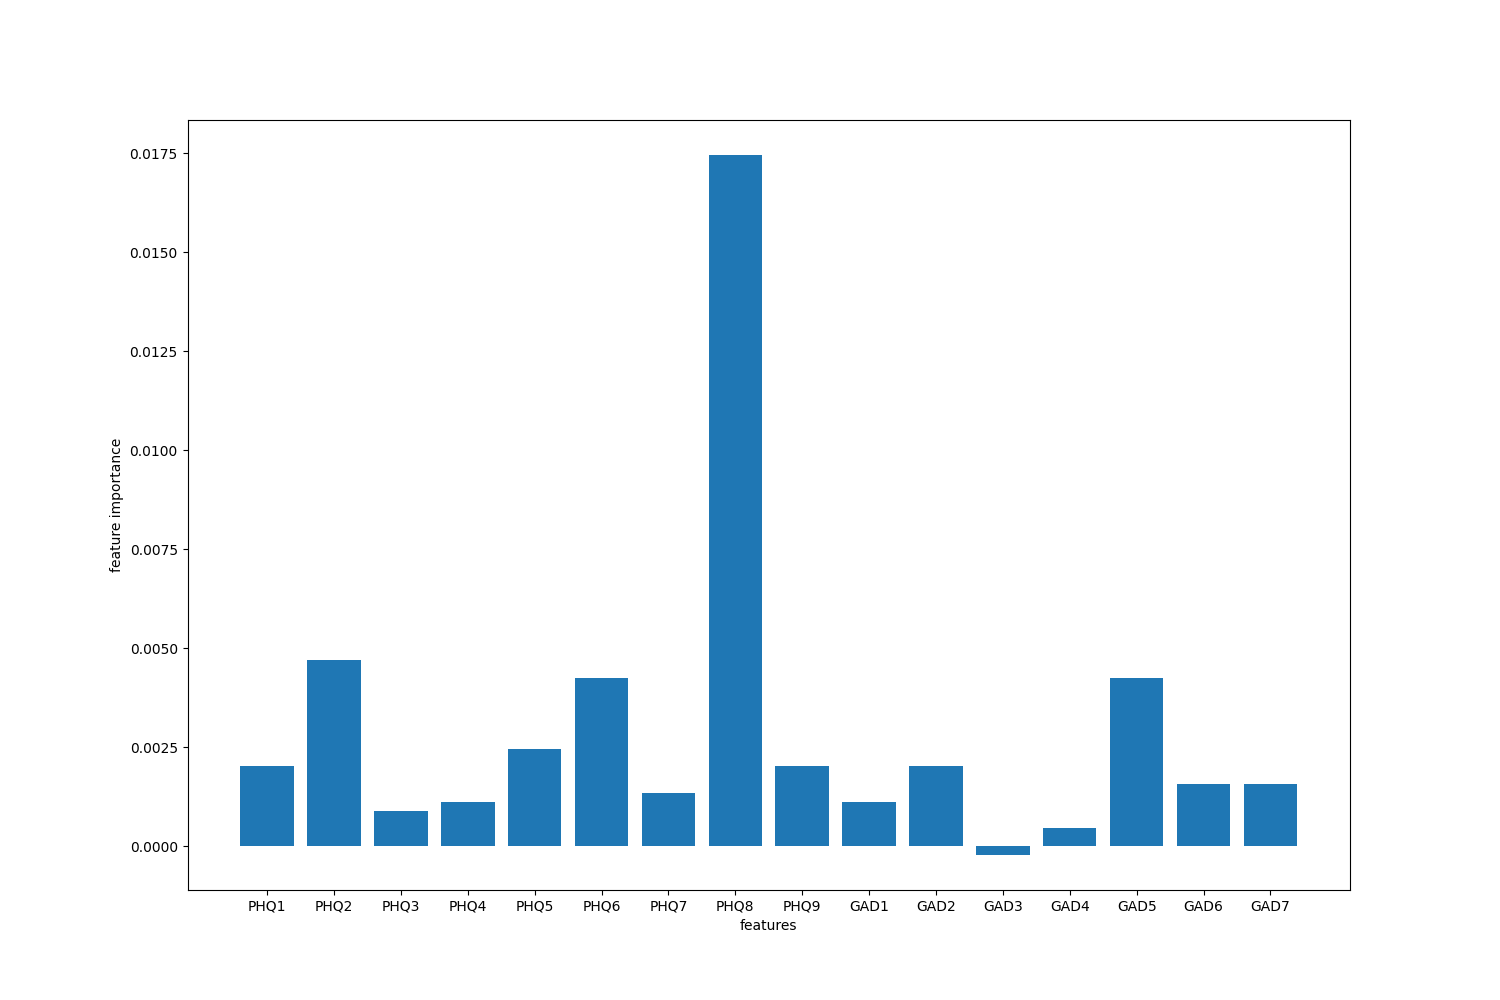 0.0175
0.0150
0.0125
0.0100
0.0075
0.0050
0.0025
0.0000
feature importance
PHQ1 PHQ2 PHQ3 PHQ4 PHQ5 PHQ6 PHQ7 PHQ8 PHQ9 GAD1 GAD2 GAD3 GAD4 GAD5 GAD6 GAD7
features